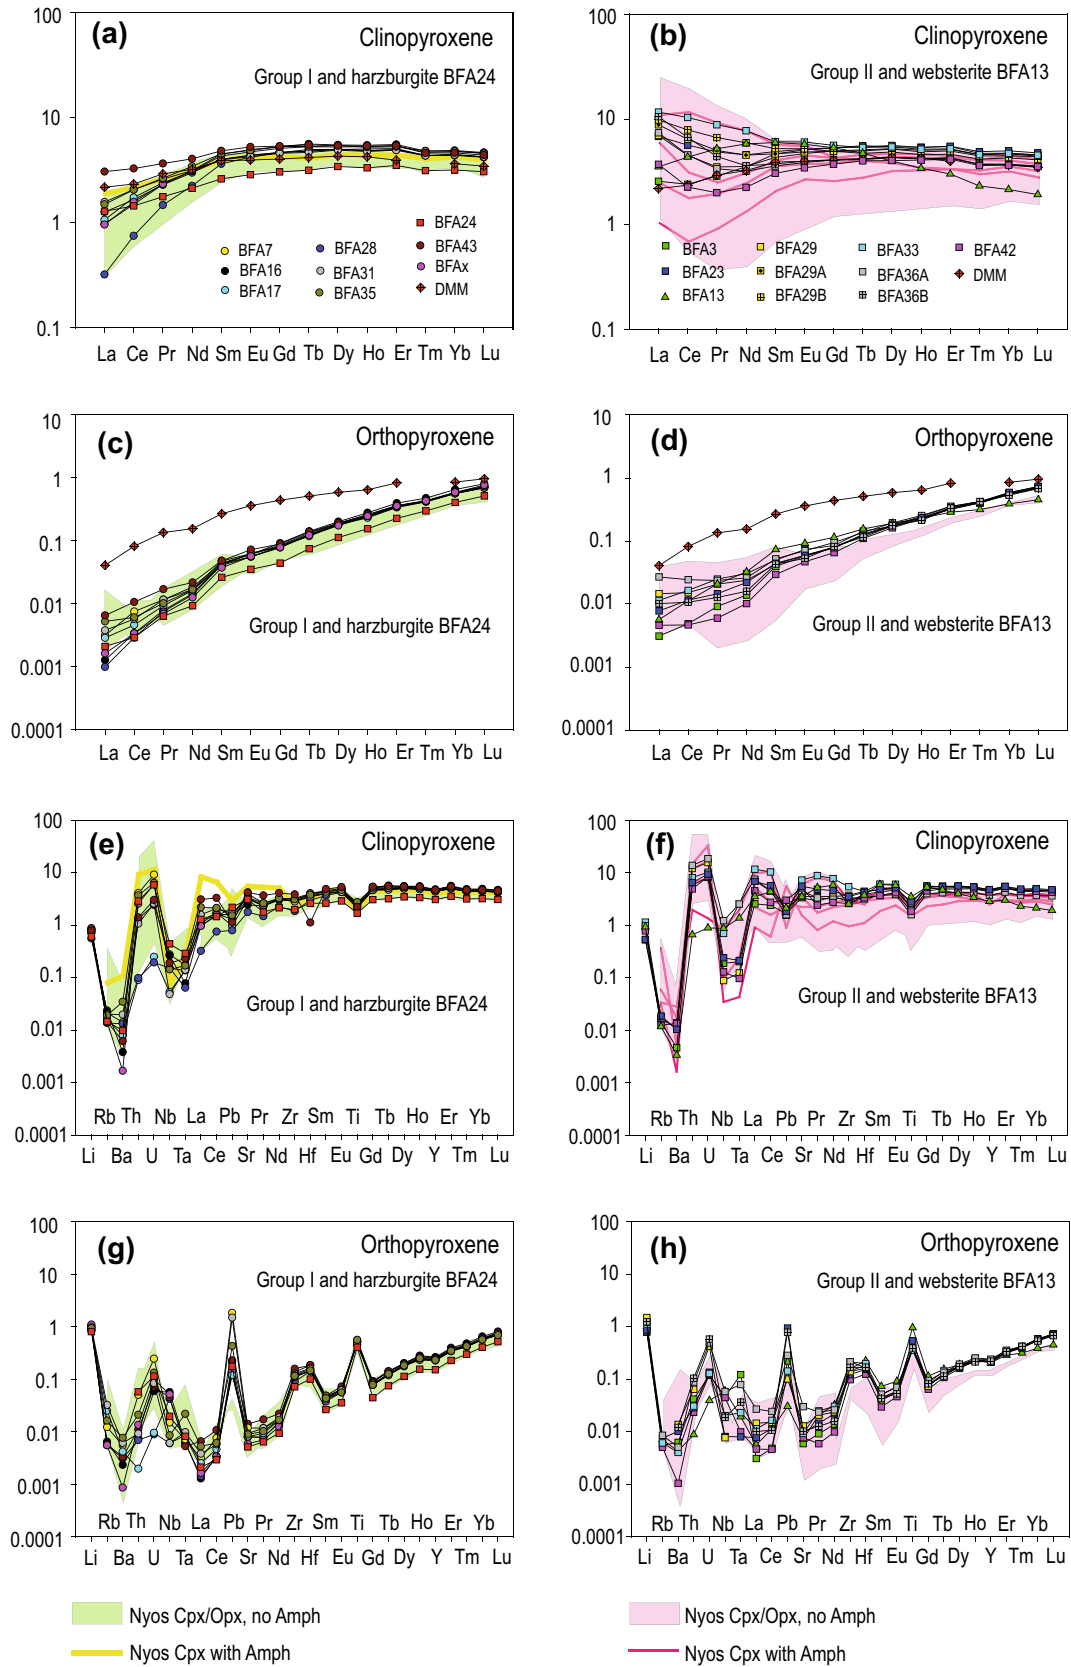 (a)
Clinopyroxene
Group I and harzburgite BFA24
100
10
1
0.1
BFA7
BFA16
BFA17
BFA28
BFA31
BFA35
BFA24
BFA43
BFAx
DMM
La Ce Pr Nd Sm Eu Gd Tb Dy Ho Er Tm Yb Lu
(b)
Clinopyroxene
Group II and websterite BFA13
100
10
1
0.1
BFA3
BFA23
BFA13
BFA29
BFA29A
BFA29B
BFA33
BFA36A
BFA36B
BFA42
DMM
La Ce Pr Nd Sm Eu Gd Tb Dy Ho Er Tm Yb Lu
(c)
Orthopyroxene
Group I and harzburgite BFA24
10
1
0.1
0.01
0.001
0.0001
La Ce Pr Nd Sm Eu Gd Tb Dy Ho Er Tm Yb Lu
(d)
Orthopyroxene
Group II and websterite BFA13
10
1
0.1
0.01
0.001
0.0001
La Ce Pr Nd Sm Eu Gd Tb Dy Ho Er Tm Yb Lu
(e)
Clinopyroxene
Group I and harzburgite BFA24
100
10
1
0.1
0.01
0.001
0.0001
Rb Th Nb La Pb Pr Zr Sm Ti Tb Ho Er Yb
Li Ba U Ta Ce Sr Nd Hf Eu Gd Dy Y Tm Lu
(f)
Clinopyroxene
Group II and websterite BFA13
100
10
1
0.1
0.01
0.001
0.0001
Rb Th Nb La Pb Pr Zr Sm Ti Tb Ho Er Yb
Li Ba U Ta Ce Sr Nd Hf Eu Gd Dy Y Tm Lu
(g)
Orthopyroxene
Group I and harzburgite BFA24
100
10
1
0.1
0.01
0.001
0.0001
Rb Th Nb La Pb Pr Zr Sm Ti Tb Ho Er Yb
Li Ba U Ta Ce Sr Nd Hf Eu Gd Dy Y Tm Lu
(h)
Orthopyroxene
Group II and websterite BFA13
100
10
1
0.1
0.01
0.001
0.0001
Rb Th Nb La Pb Pr Zr Sm Ti Tb Ho Er Yb
Li Ba U Ta Ce Sr Nd Hf Eu Gd Dy Y Tm Lu
Nyos Cpx/Opx, no Amph
Nyos Cpx with Amph
Nyos Cpx/Opx, no Amph
Nyos Cpx with Amph